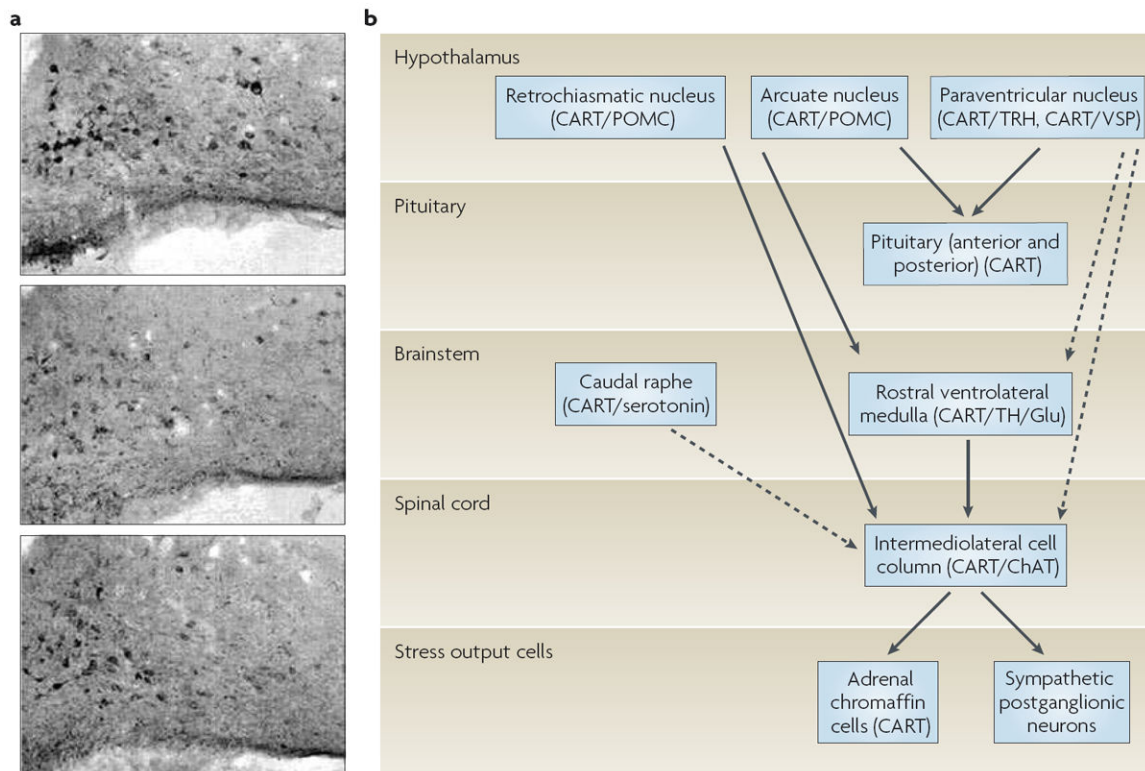 a
b
Hypothalamus
Retrochiasmatic nucleus
(CART/POMC)
Arcuate nucleus
(CART/POMC)
Paraventricular nucleus
(CART/TRH, CART/VSP)
Pituitary
Pituitary (anterior and
posterior) (CART)
Brainstem
Caudal raphe
(CART/serotonin)
Rostral ventrolateral
medulla (CART/TH/Glu)
Spinal cord
Intermediolateral cell
column (CART/ChAT)
Stress output cells
Adrenal
chromaffin
cells (CART)
Sympathetic
postganglionic
neurons